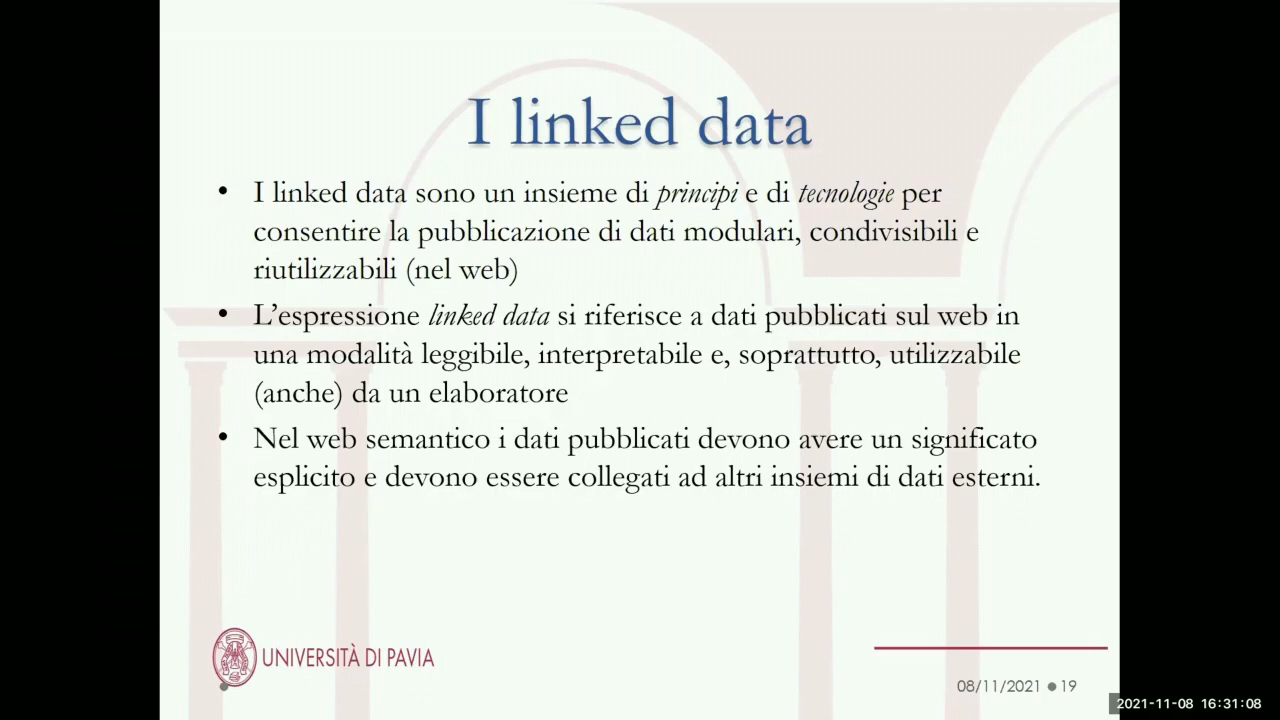 I linked data
• I linked data sono un insieme di principi e di tecnologie per
consentire la pubblicazione di dati modulari, condivisibili e
riutilizzabili (nel web)
• L’espressione linked data si riferisce a dati pubblicati sul web in
una modalità leggibile, interpretabile e, soprattutto, utilizzabile
(anche) da un elaboratore
• Nel web semantico i dati pubblicati devono avere un significato
esplicito e devono essere collegati ad altri insiemi di dati esterni.
UNIVERSITÀ DI PAVIA
08/11/2021 ● 19
2021-11-08 16:31:08